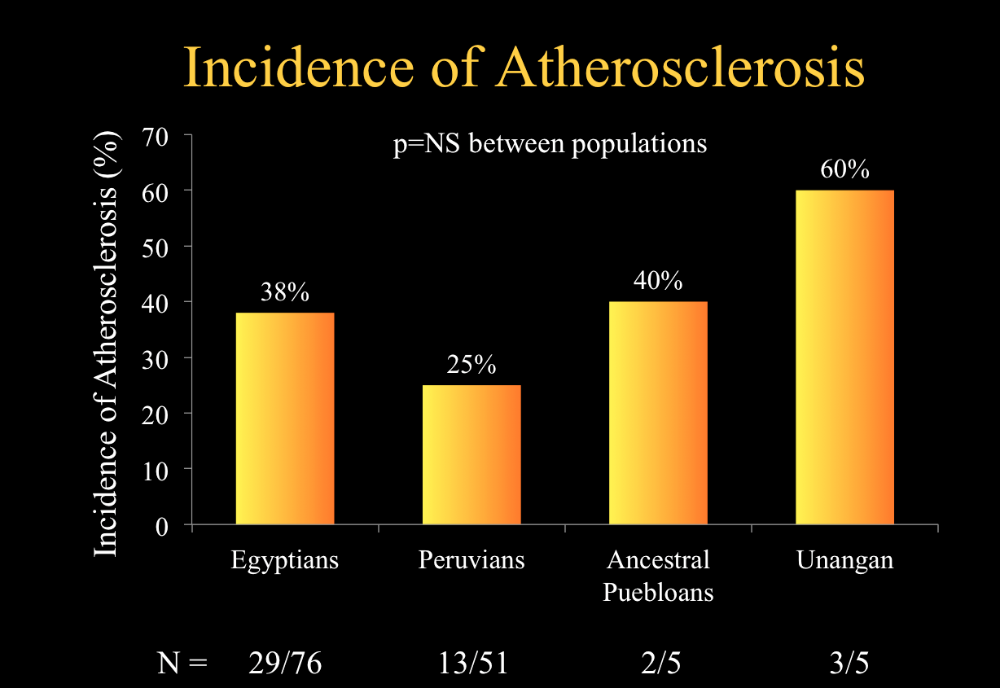 Incidence of Atherosclerosis
p=NS between populations
Incidence of Atherosclerosis (%)
70
60
50
40
30
20
10
0
38%
25%
40%
60%
Egyptians
Peruvians
Ancestral
Puebloans
Unangan
N = 29/76 13/51 2/5 3/5